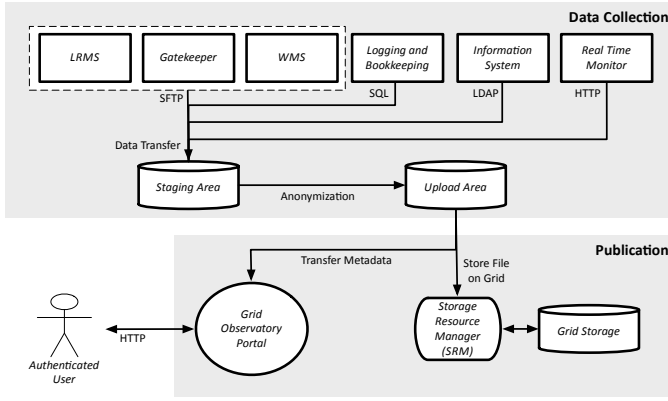 Data Collection
LRMS
Gatekeeper
WMS
Logging and
Bookkeeping
Information
System
Real Time
Monitor
SFTP
SQL
LDAP
HTTP
Data Transfer
Staging Area
Anonymization
Upload Area
Publication
Transfer Metadata
Store File
on Grid
Grid
Observatory
Portal
Storage
Resource
Manager
(SRM)
Grid Storage
HTTP
Authenticated
User